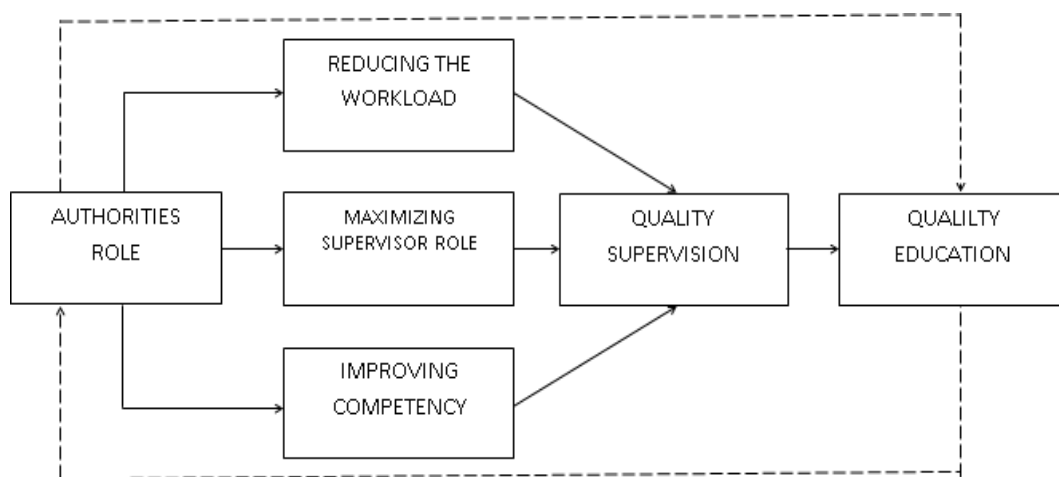 REDUCING THE
WORKLOAD
AUTHORITIES
ROLE
MAXIMIZING
SUPERVISOR ROLE
QUALITY
SUPERVISION
QUALILTY
EDUCATION
IMPROVING
COMPETENCY